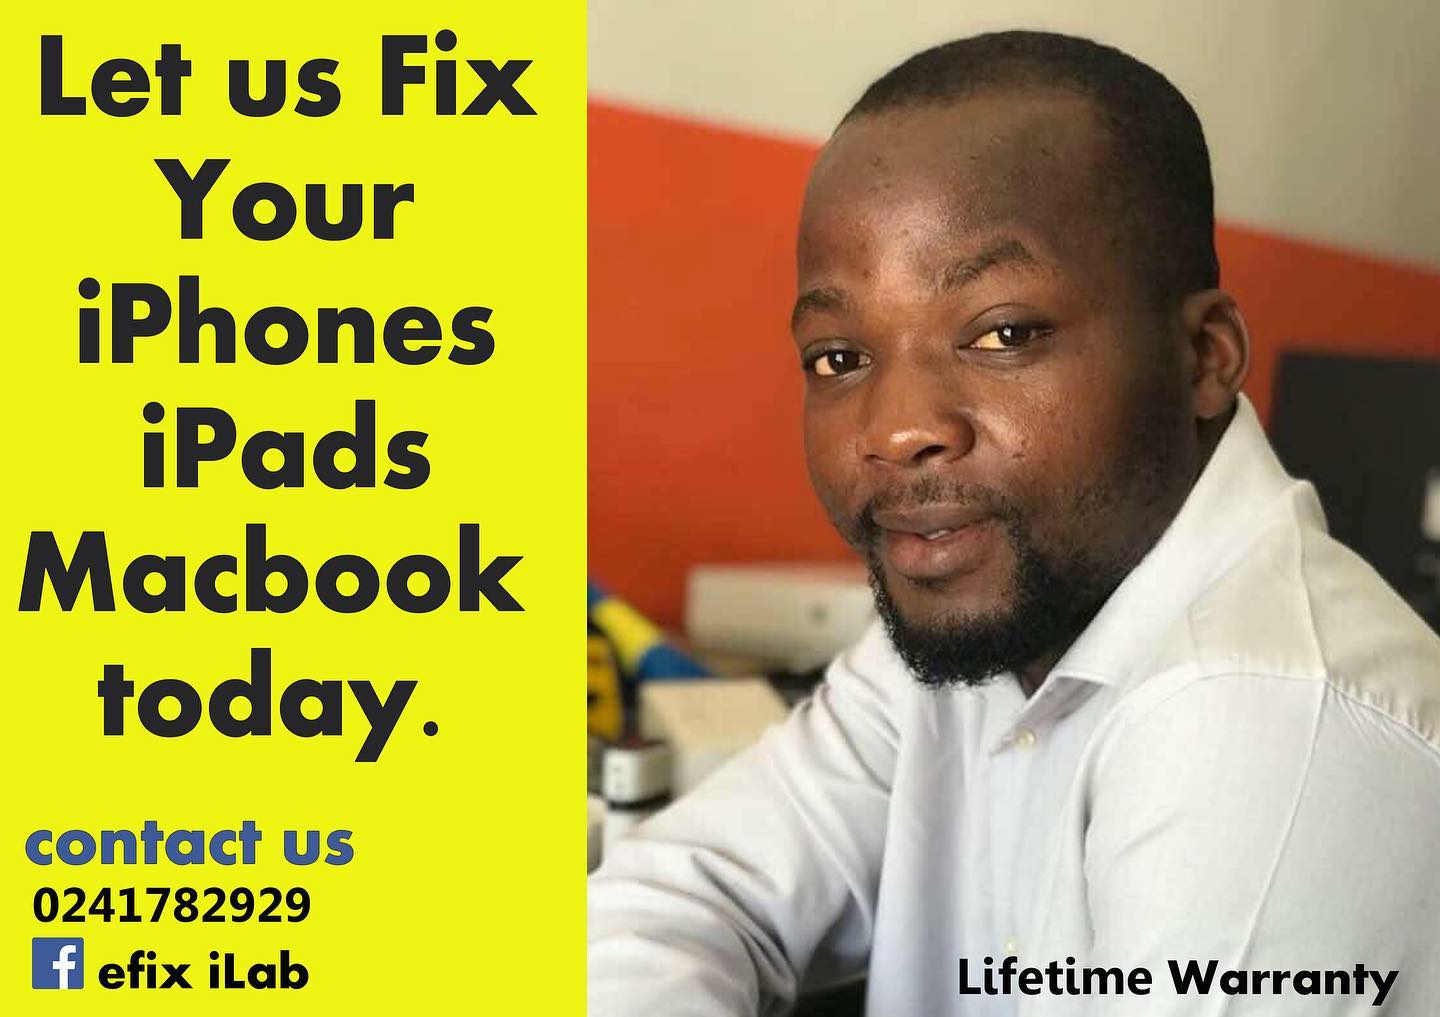 Let us Fix
Your
iPhones
iPads
Macbook
today.
contact us
0241782929
f efix iLab
Lifetime Warranty